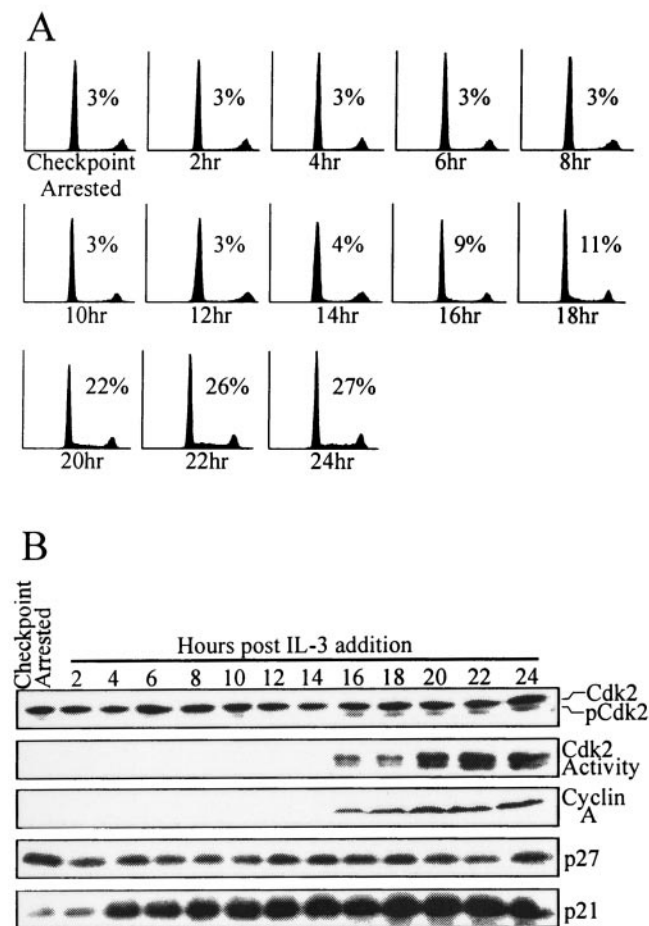 A
3% 3% 3% 3% 3%
Checkpoint Arrested 2hr 4hr 6hr 8hr
3% 3% 4% 9% 11%
10hr 12hr 14hr 16hr 18hr
22% 26% 27%
20hr 22hr 24hr
B
Checkpoint
Arrested
Hours post IL-3 addition
2 4 6 8 10 12 14 16 18 20 22 24
Cdk2
pCdk2
Cdk2
Activity
Cyclin
A
p27
p21